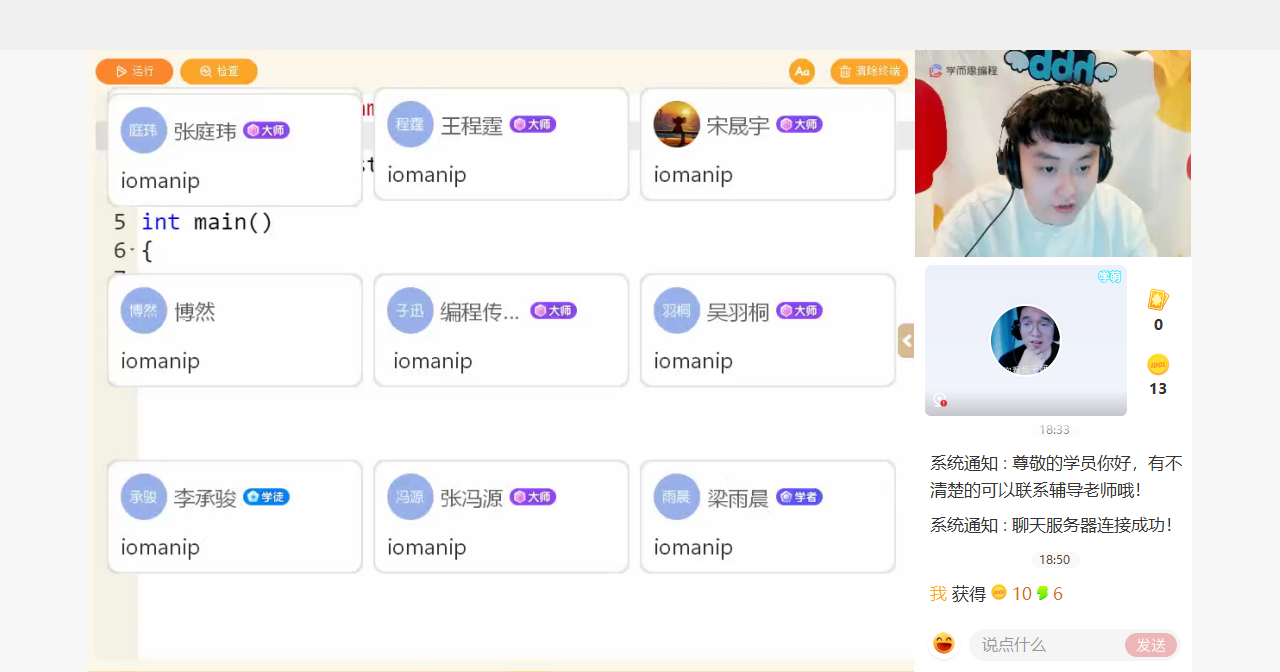 运行
检查
Aa
清除终端
庭玮 张庭玮 大师
iomanip
程霆 王程霆 大师
iomanip
宋晟宇 大师
iomanip
5 int main()
6 {
博然 博然
iomanip
子迅 编程传... 大师
iomanip
羽桐 吴羽桐 大师
iomanip
承骏 李承骏 学徒
iomanip
冯源 张冯源 大师
iomanip
雨晨 梁雨晨 学者
iomanip
学而思编程
ddd
学萌
0
13
18:33
系统通知 : 尊敬的学员你好，有不
清楚的可以联系辅导老师哦！
系统通知 : 聊天服务器连接成功！
18:50
我 获得 10 6
说点什么
发送